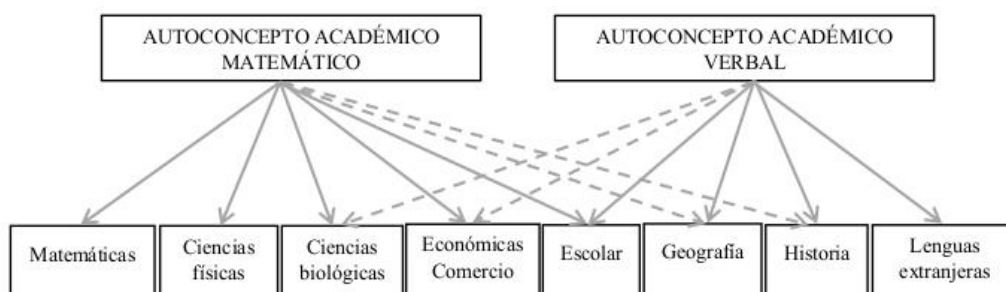 AUTOCONCEPTO ACADÉMICO
MATEMÁTICO
AUTOCONCEPTO ACADÉMICO
VERBAL
Matemáticas
Ciencias
físicas
Ciencias
biológicas
Económicas
Comercio
Escolar
Geografía
Historia
Lenguas
extranjeras